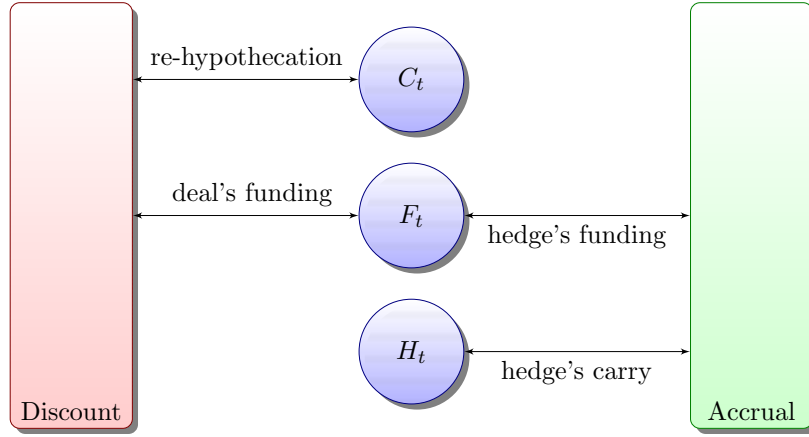 re-hypothecation
C_t
deal's funding
F_t
hedge's funding
H_t
hedge's carry
Discount
Accrual